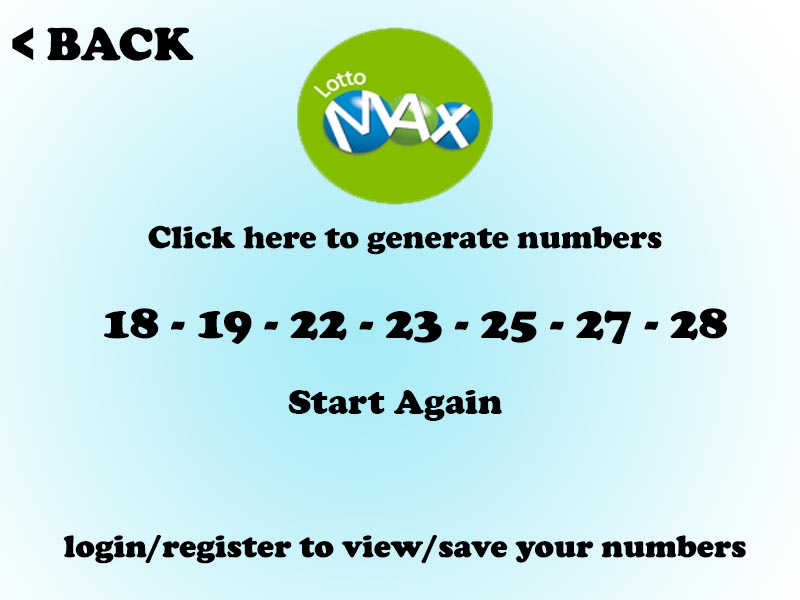 < BACK
Lotto
MAX
Click here to generate numbers
18 - 19 - 22 - 23 - 25 - 27 - 28
Start Again
login/register to view/save your numbers